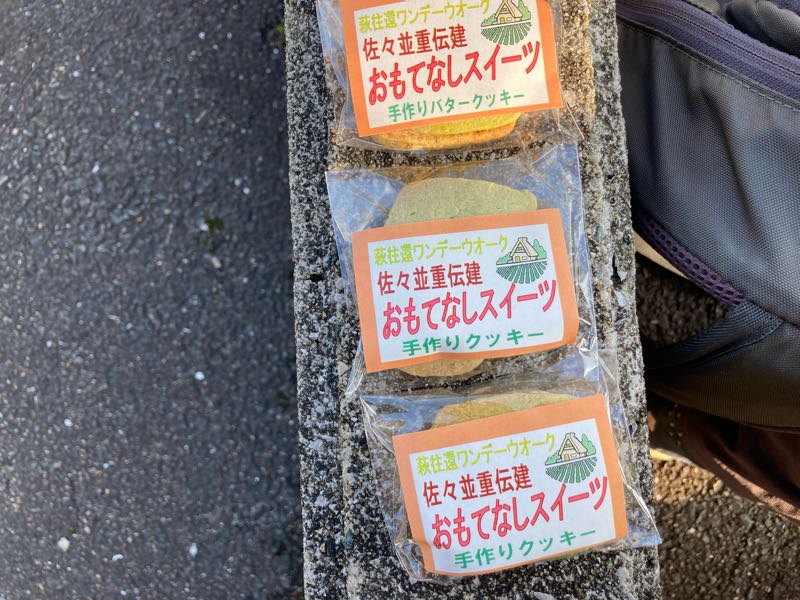 萩往還ワンデーウオーク
佐々並重伝建
おもてなしスイーツ
手作りバタークッキー
萩往還ワンデーウオーク
佐々並重伝建
おもてなしスイーツ
手作りクッキー
萩往還ワンデーウオーク
佐々並重伝建
おもてなしスイーツ
手作りクッキー